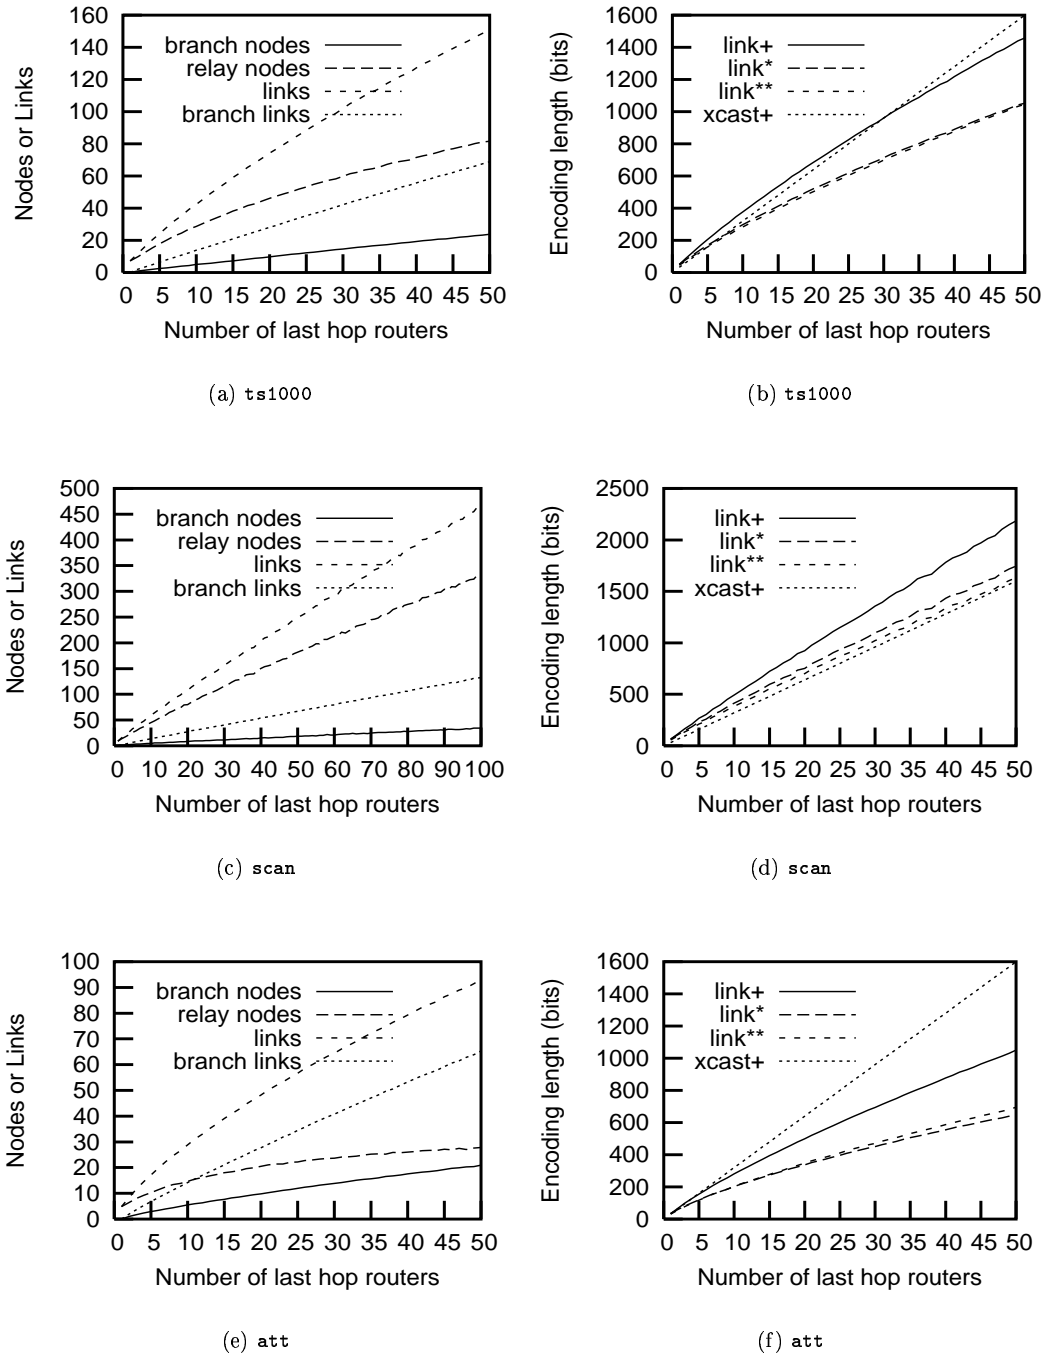 160
140
120
100
80
60
40
20
0
Nodes or Links
branch nodes
relay nodes
links
branch links
0 5 10 15 20 25 30 35 40 45 50
Number of last hop routers
(a) ts1000
1600
1400
1200
1000
800
600
400
200
0
Encoding length (bits)
link+
link*
link**
xcast+
0 5 10 15 20 25 30 35 40 45 50
Number of last hop routers
(b) ts1000
500
450
400
350
300
250
200
150
100
50
0
Nodes or Links
branch nodes
relay nodes
links
branch links
0 10 20 30 40 50 60 70 80 90 100
Number of last hop routers
(c) scan
2500
2000
1500
1000
500
0
Encoding length (bits)
link+
link*
link**
xcast+
0 5 10 15 20 25 30 35 40 45 50
Number of last hop routers
(d) scan
100
90
80
70
60
50
40
30
20
10
0
Nodes or Links
branch nodes
relay nodes
links
branch links
0 5 10 15 20 25 30 35 40 45 50
Number of last hop routers
(e) att
1600
1400
1200
1000
800
600
400
200
0
Encoding length (bits)
link+
link*
link**
xcast+
0 5 10 15 20 25 30 35 40 45 50
Number of last hop routers
(f) att